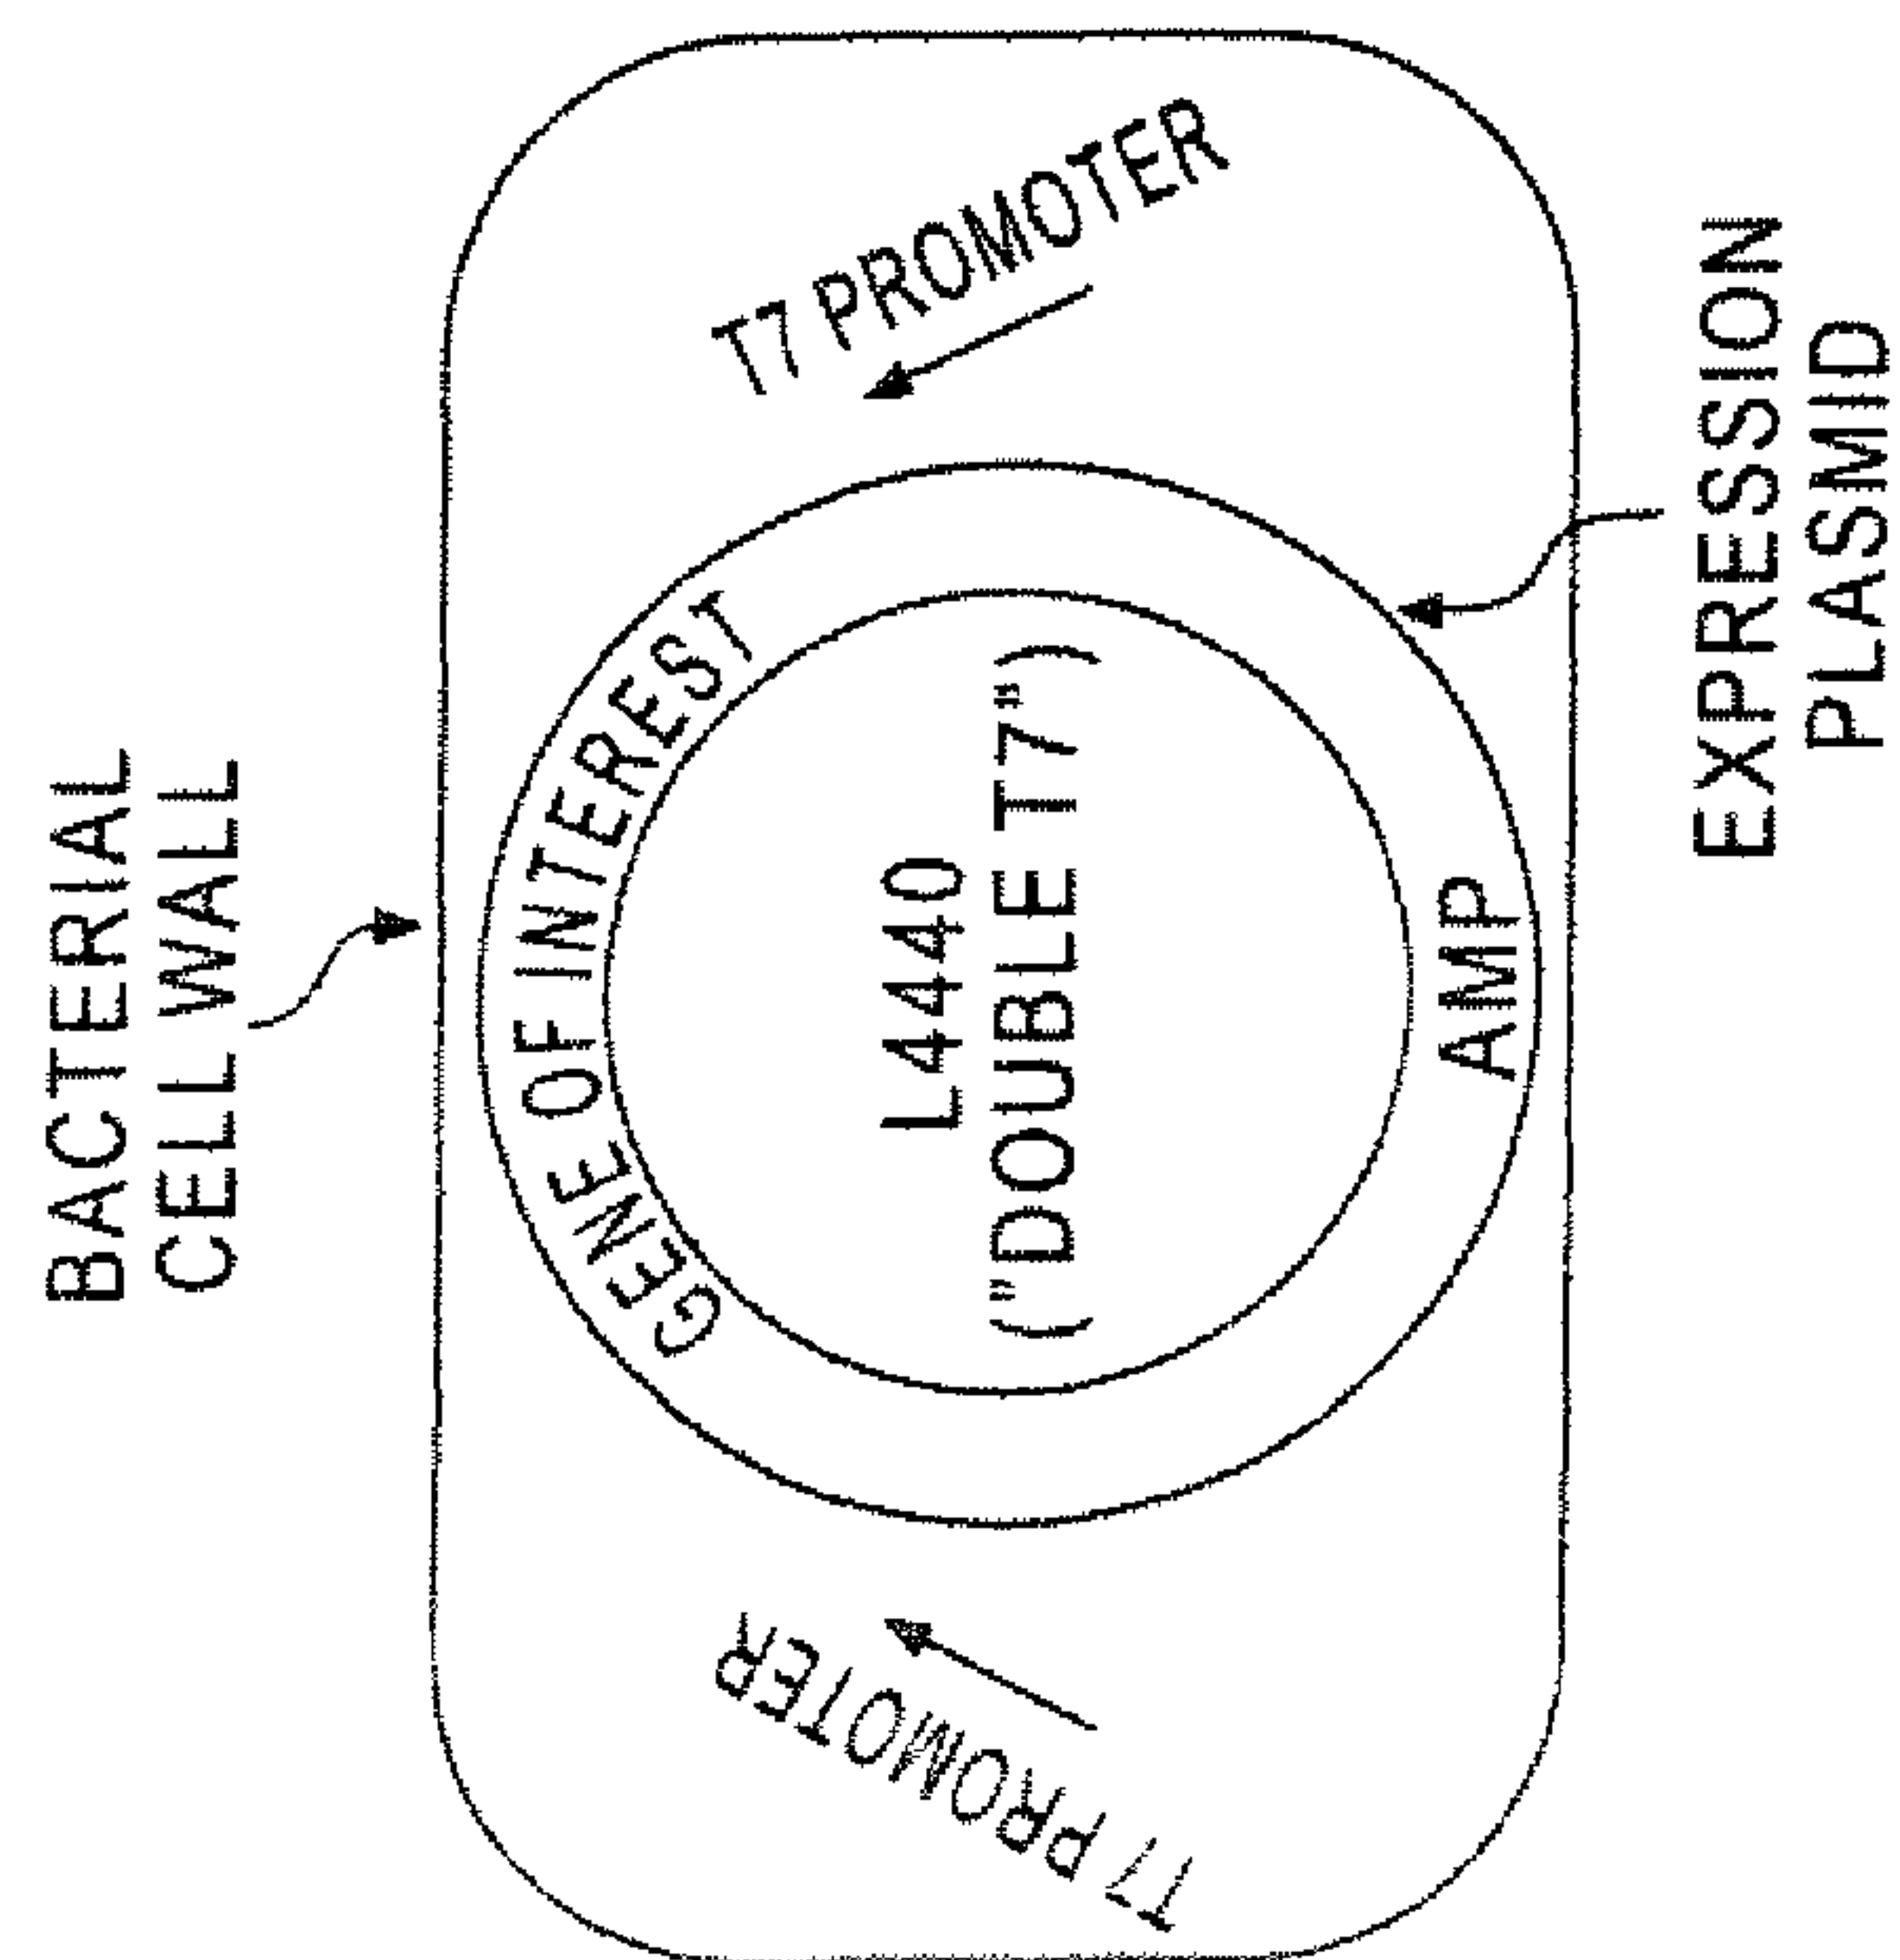 BACTERIAL
CELL WALL
GENE OF INTEREST
T7 PROMOTER
T7 PROMOTER
L4440
("DOUBLE T7")
AMP
EXPRESSION
PLASMID